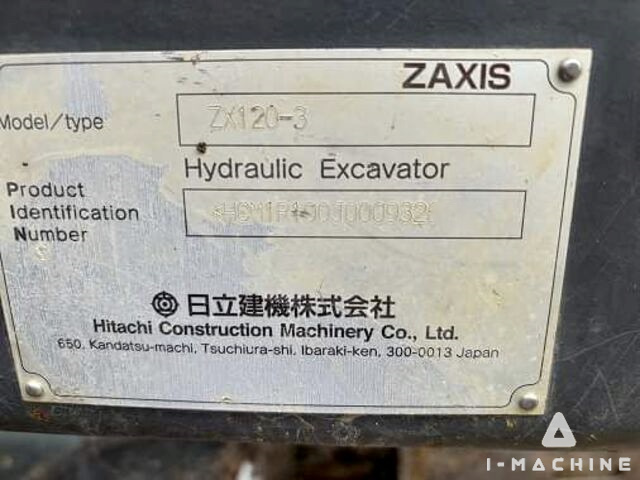 ZAXIS
Model/type ZX120-3
Hydraulic Excavator
Product
Identification
Number
日立建機株式会社
Hitachi Construction Machinery Co., Ltd.
650, Kandatsu-machi, Tsuchiura-shi, Ibaraki-ken, 300-0013 Japan
I-MACHINE